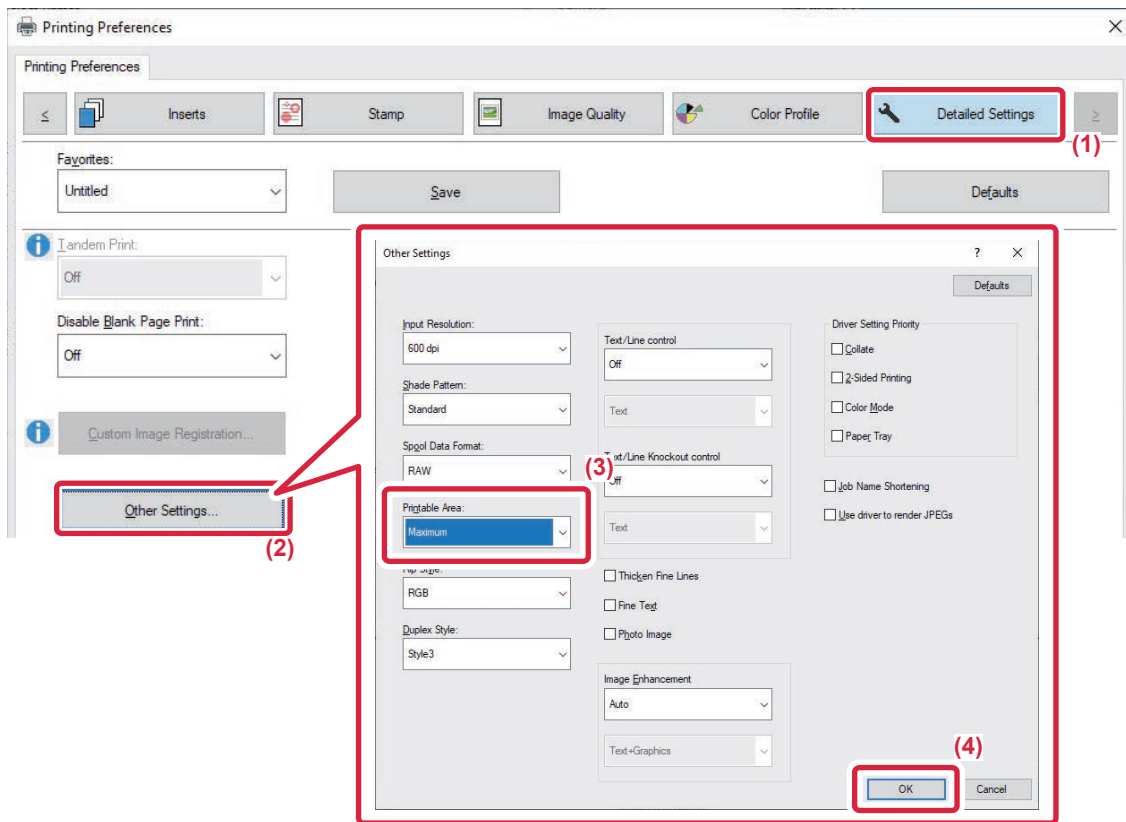 Printing Preferences
Printing Preferences
≤
Inserts
Stamp
Image Quality
Color Profile
Detailed Settings
≥
(1)
Favorites:
Untitled
Save
Defaults
Tandem Print:
Off
Disable Blank Page Print:
Off
Custom Image Registration...
Other Settings...
(2)
Other Settings
?
Defaults
Input Resolution:
600 dpi
Shade Pattern:
Standard
Spool Data Format:
RAW
(3)
Printable Area:
Maximum
Rip Style:
RGB
Duplex Style:
Style3
Text/Line control
Off
Text
Text/Line Knockout control
Off
Text
Thicken Fine Lines
Fine Text
Photo Image
Image Enhancement
Auto
Text+Graphics
Driver Setting Priority
Collate
2-Sided Printing
Color Mode
Paper Tray
Job Name Shortening
Use driver to render JPEGs
(4)
OK
Cancel